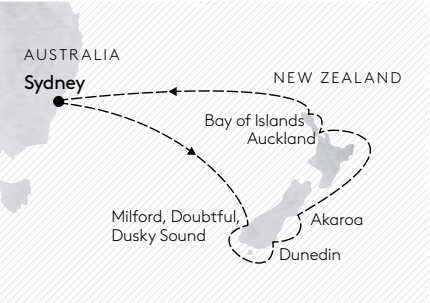 AUSTRALIA
Sydney
NEW ZEALAND
Bay of Islands
Auckland
Milford, Doubtful,
Dusky Sound
Akaroa
Dunedin